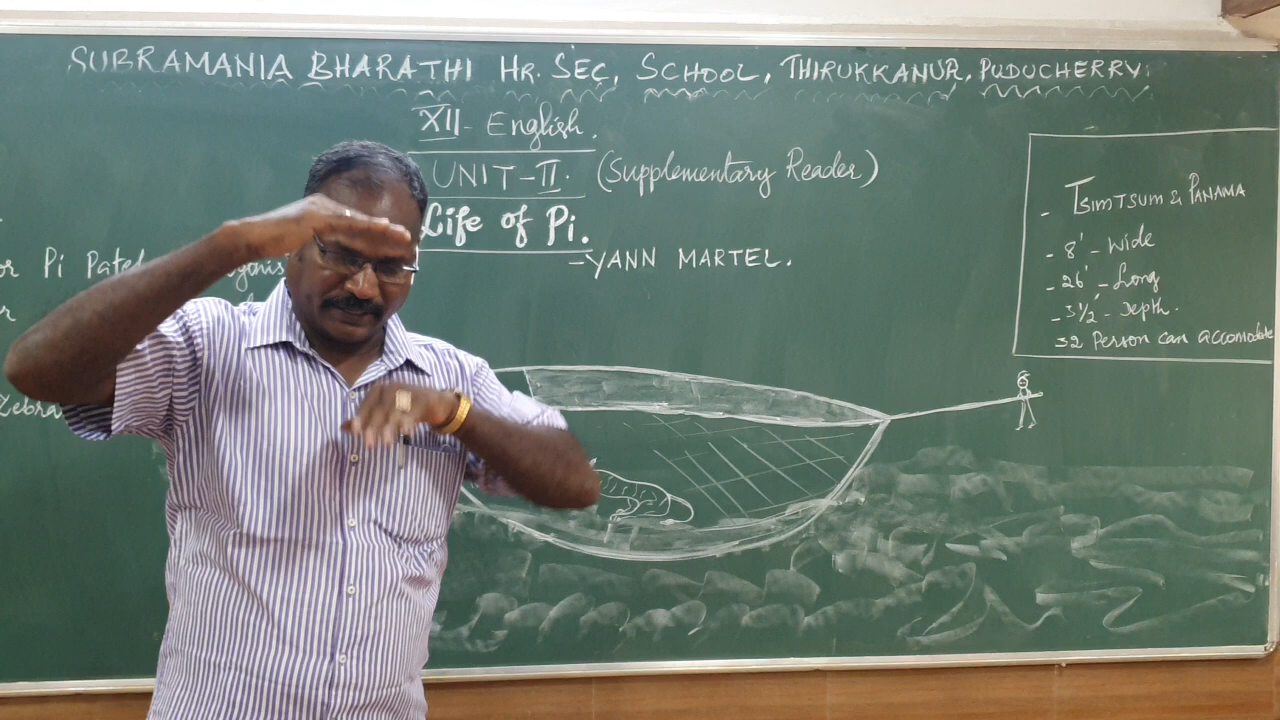 SUBRAMANIA BHARATHI HR. SEC, SCHOOL, THIRUKKANUR, PUDUCHERRY.
XII - English.
UNIT - II. (Supplementary Reader)
Life of Pi.
- YANN MARTEL.
Pi Patel
Zebra
- TSIMTSUM & PANAMA
- 8' - Wide
- 26' - Long
- 3½' - Depth.
32 Person can accomodate